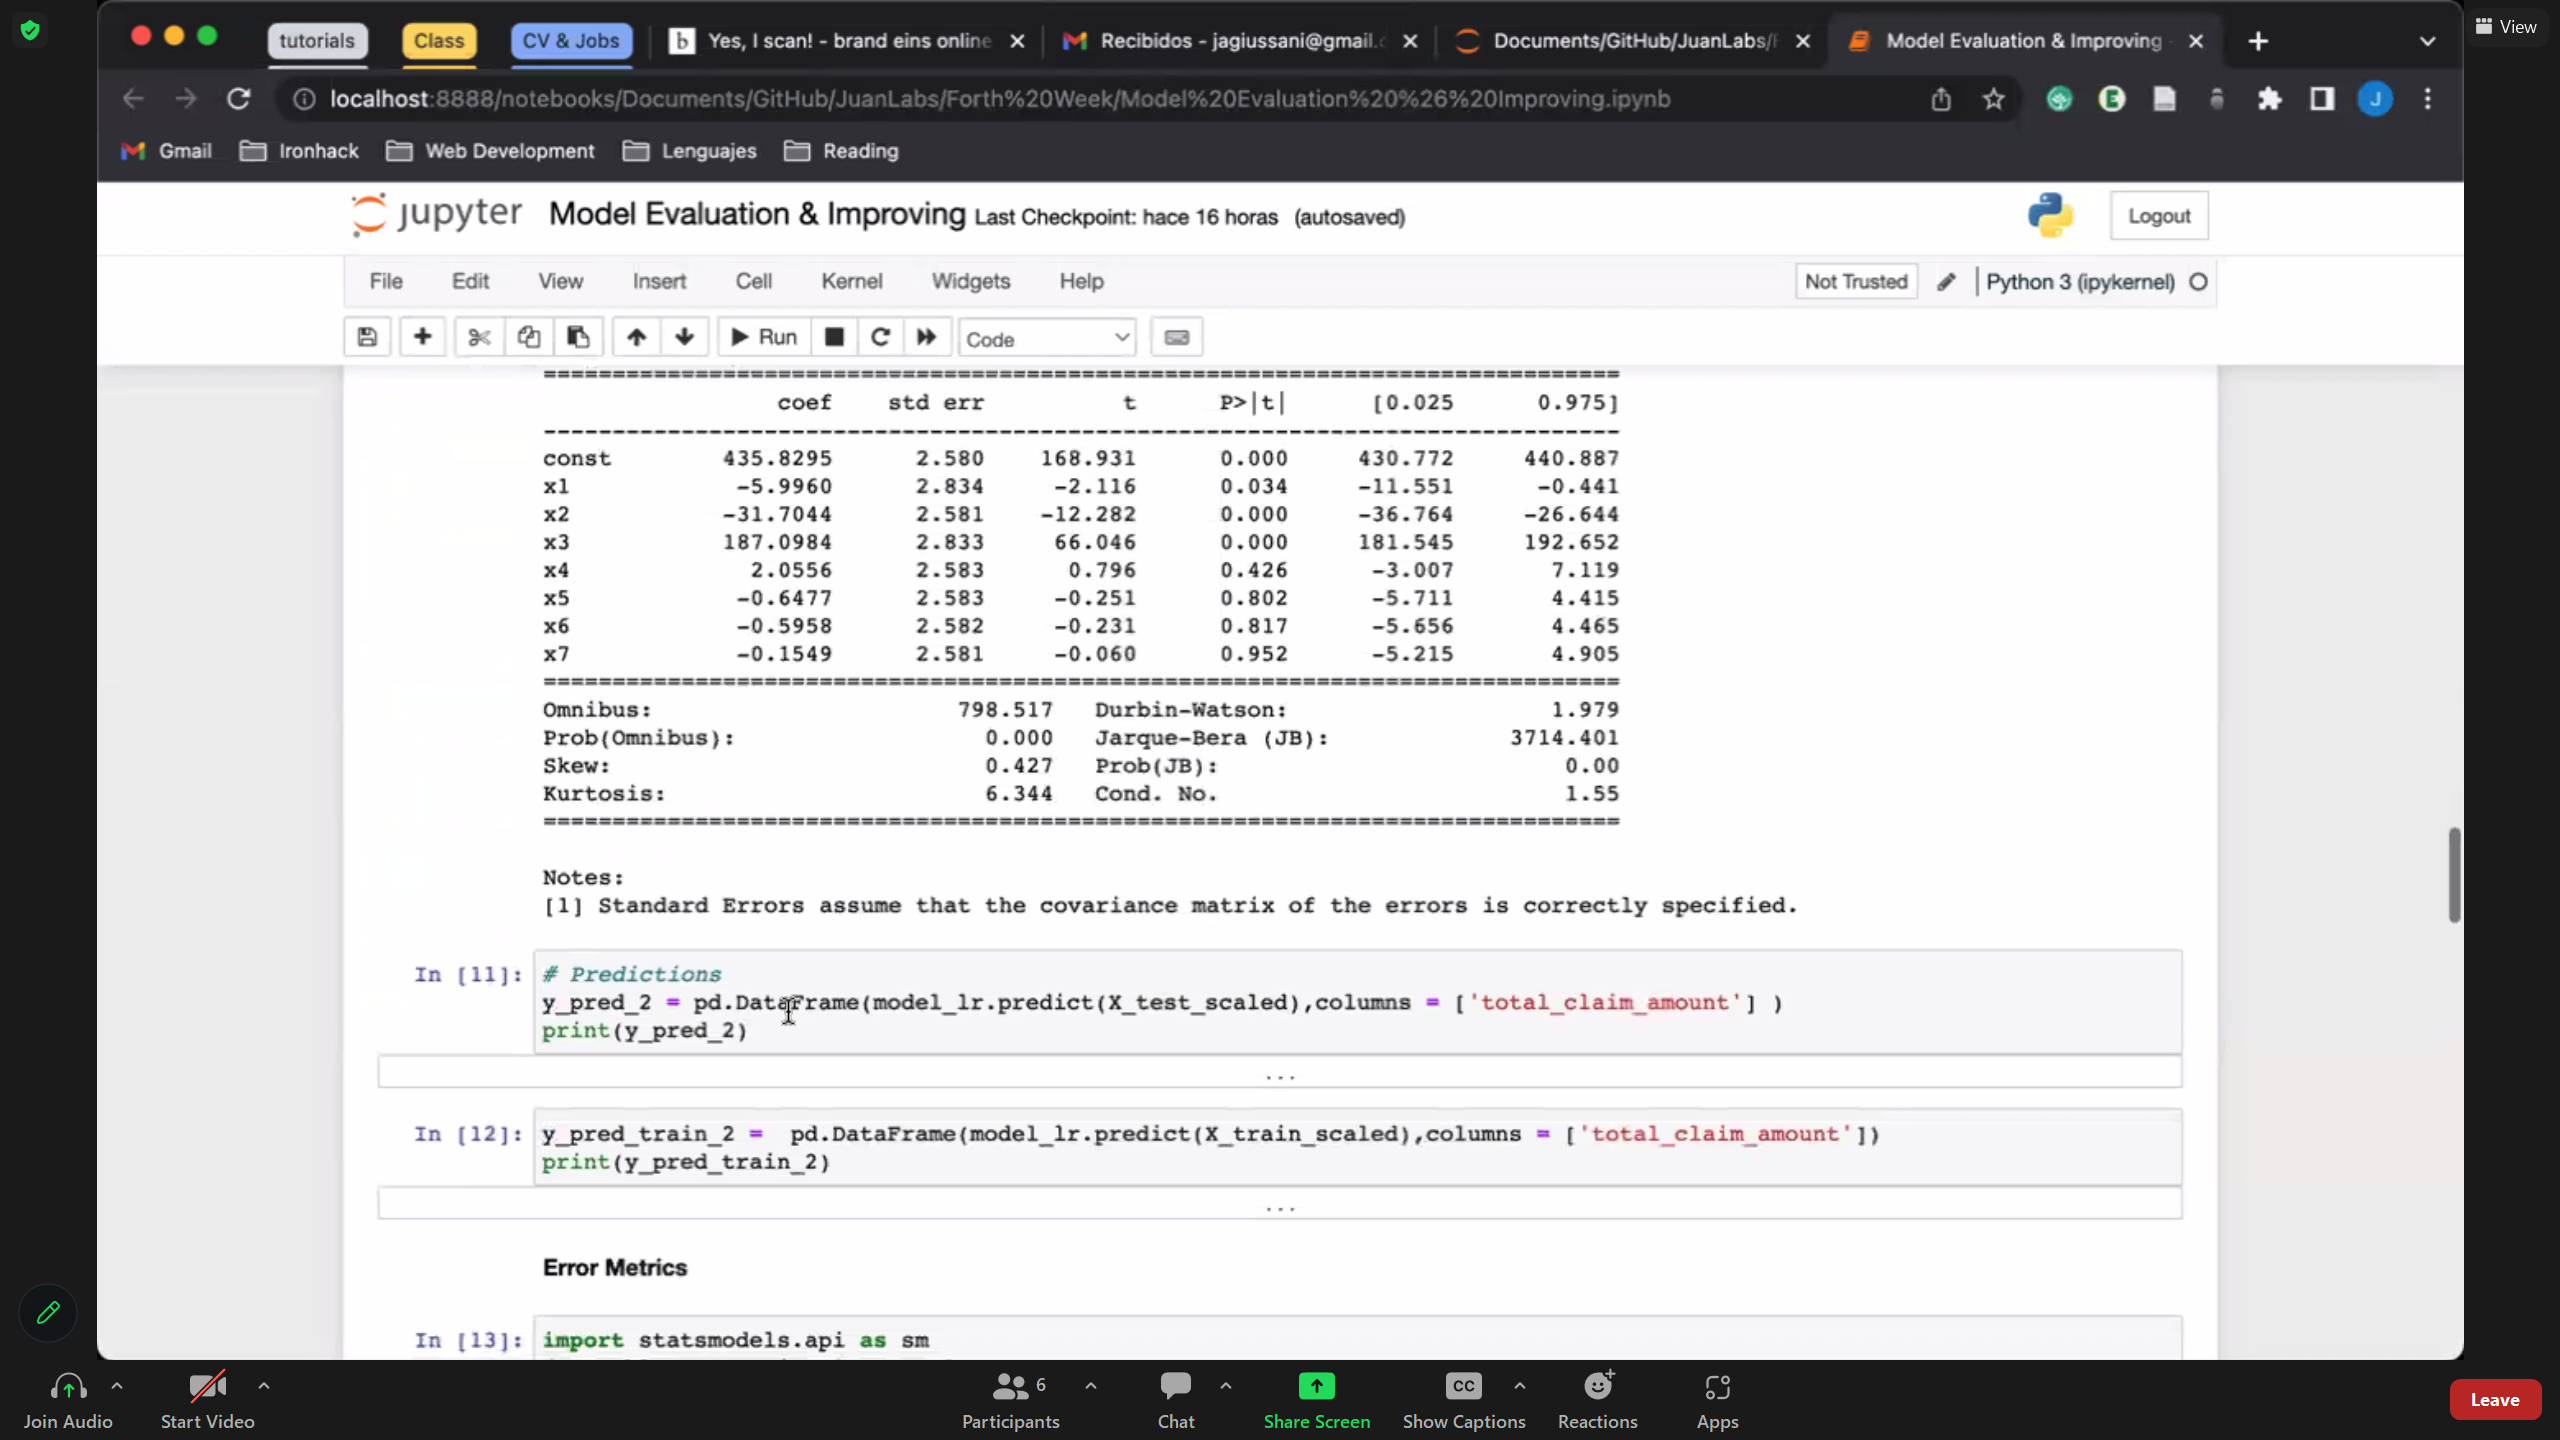 View
tutorials
Class
CV & Jobs
b Yes, I scan! - brand eins online
Recibidos - jagiussani@gmail.c
Documents/GitHub/JuanLabs/F
Model Evaluation & Improving -
localhost:8888/notebooks/Documents/GitHub/JuanLabs/Forth%20Week/Model%20Evaluation%20%26%20Improving.ipynb
E
J
Gmail
Ironhack
Web Development
Lenguajes
Reading
jupyter Model Evaluation & Improving Last Checkpoint: hace 16 horas (autosaved)
Logout
File Edit View Insert Cell Kernel Widgets Help
Not Trusted
Python 3 (ipykernel)
Run
Code
==============================================================================
coef std err t P>|t| [0.025 0.975]
------------------------------------------------------------------------------
const 435.8295 2.580 168.931 0.000 430.772 440.887
x1 -5.9960 2.834 -2.116 0.034 -11.551 -0.441
x2 -31.7044 2.581 -12.282 0.000 -36.764 -26.644
x3 187.0984 2.833 66.046 0.000 181.545 192.652
x4 2.0556 2.583 0.796 0.426 -3.007 7.119
x5 -0.6477 2.583 -0.251 0.802 -5.711 4.415
x6 -0.5958 2.582 -0.231 0.817 -5.656 4.465
x7 -0.1549 2.581 -0.060 0.952 -5.215 4.905
==============================================================================
Omnibus: 798.517 Durbin-Watson: 1.979
Prob(Omnibus): 0.000 Jarque-Bera (JB): 3714.401
Skew: 0.427 Prob(JB): 0.00
Kurtosis: 6.344 Cond. No. 1.55
==============================================================================
Notes:
[1] Standard Errors assume that the covariance matrix of the errors is correctly specified.
In [11]: # Predictions
y_pred_2 = pd.DataFrame(model_lr.predict(X_test_scaled),columns = ['total_claim_amount'] )
print(y_pred_2)
...
In [12]: y_pred_train_2 =  pd.DataFrame(model_lr.predict(X_train_scaled),columns = ['total_claim_amount'])
print(y_pred_train_2)
...
Error Metrics
In [13]: import statsmodels.api as sm
Join Audio
Start Video
Participants 6
Chat
Share Screen
CC
Show Captions
Reactions
Apps
Leave